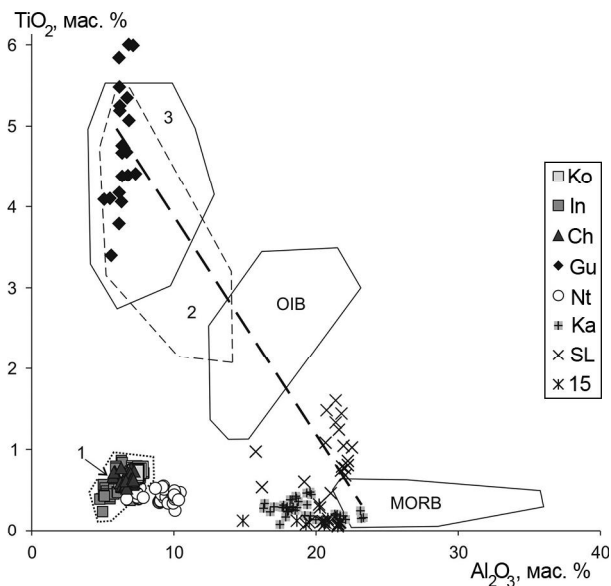 TiO2, мас. %
6
5
4
3
2
1
0
3
2
OIB
1
MORB
Ko
In
Ch
Gu
Nt
Ka
SL
15
0 10 20 30 40
Al2O3, мас. %